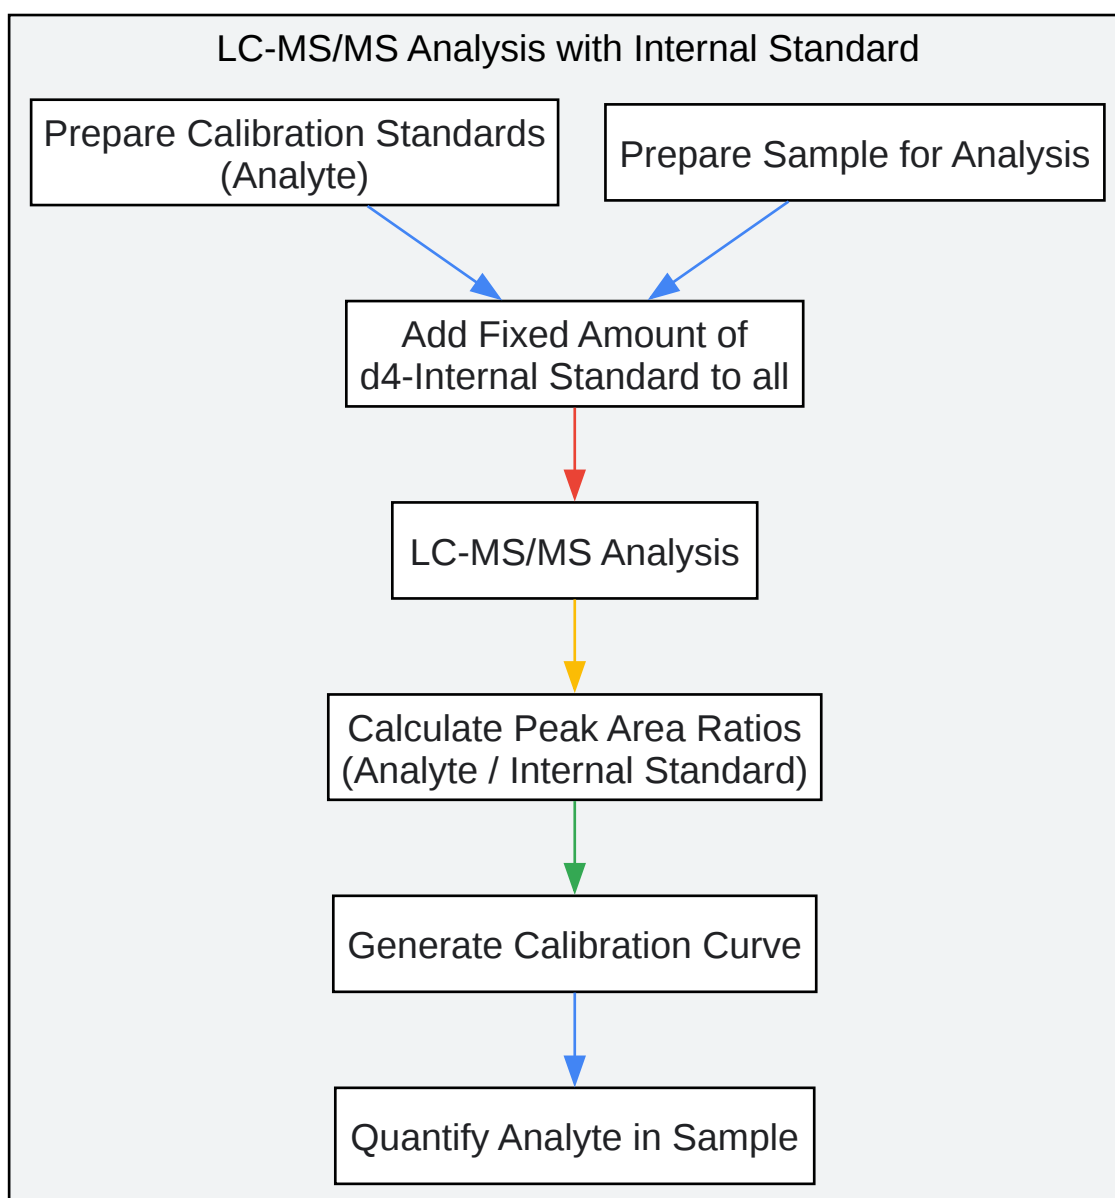 LC-MS/MS Analysis with Internal Standard
Prepare Calibration Standards
(Analyte)
Prepare Sample for Analysis
Add Fixed Amount of
d4-Internal Standard to all
LC-MS/MS Analysis
Calculate Peak Area Ratios
(Analyte / Internal Standard)
Generate Calibration Curve
Quantify Analyte in Sample